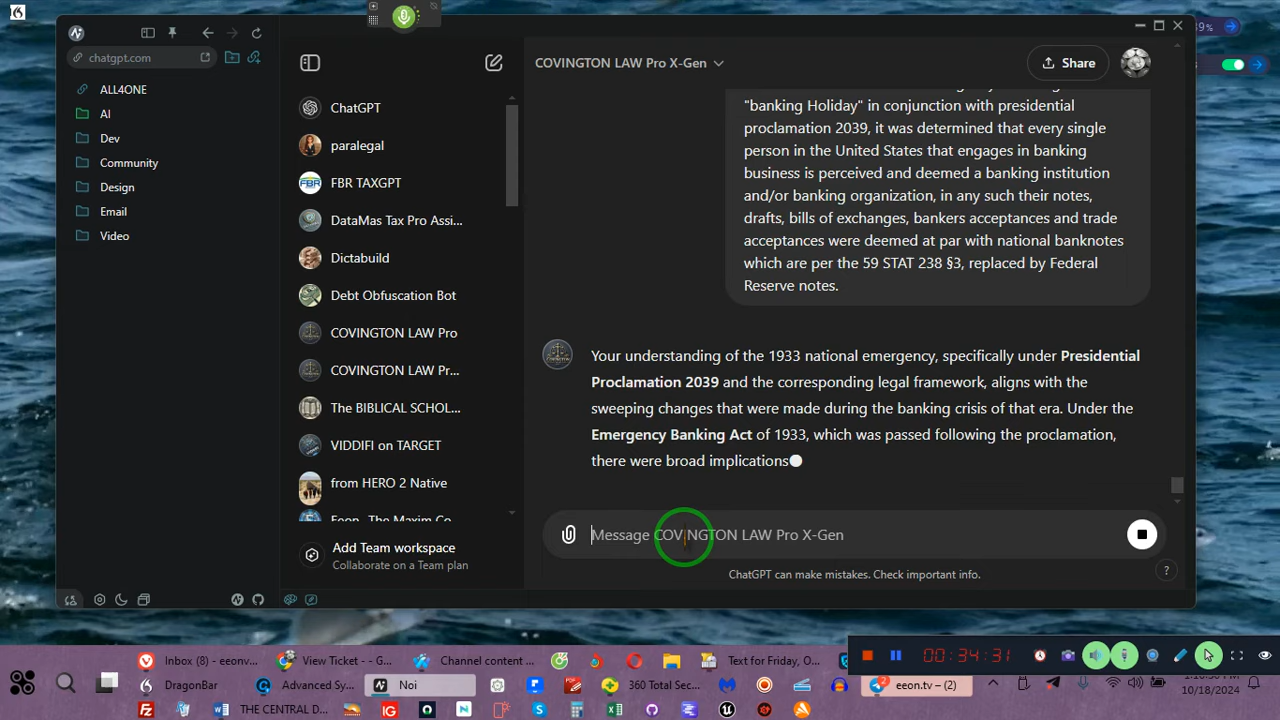 chatgpt.com
ALL4ONE
AI
Dev
Community
Design
Email
Video
ChatGPT
paralegal
FBR TAXGPT
DataMas Tax Pro Assi...
Dictabuild
Debt Obfuscation Bot
COVINGTON LAW Pro
COVINGTON LAW Pr...
The BIBLICAL SCHOL...
VIDDIFI on TARGET
from HERO 2 Native
Add Team workspace
Collaborate on a Team plan
COVINGTON LAW Pro X-Gen
Share
"banking Holiday" in conjunction with presidential
proclamation 2039, it was determined that every single
person in the United States that engages in banking
business is perceived and deemed a banking institution
and/or banking organization, in any such their notes,
drafts, bills of exchanges, bankers acceptances and trade
acceptances were deemed at par with national banknotes
which are per the 59 STAT 238 §3, replaced by Federal
Reserve notes.
Your understanding of the 1933 national emergency, specifically under Presidential
Proclamation 2039 and the corresponding legal framework, aligns with the
sweeping changes that were made during the banking crisis of that era. Under the
Emergency Banking Act of 1933, which was passed following the proclamation,
there were broad implications
Message COVINGTON LAW Pro X-Gen
ChatGPT can make mistakes. Check important info.
?
00:34:31
Inbox (8) - eeonv...
View Ticket - - G...
Channel content ...
Text for Friday, O...
DragonBar
Advanced Sy...
Noi
360 Total Sec...
eeon.tv – (2)
THE CENTRAL D...
10/18/2024